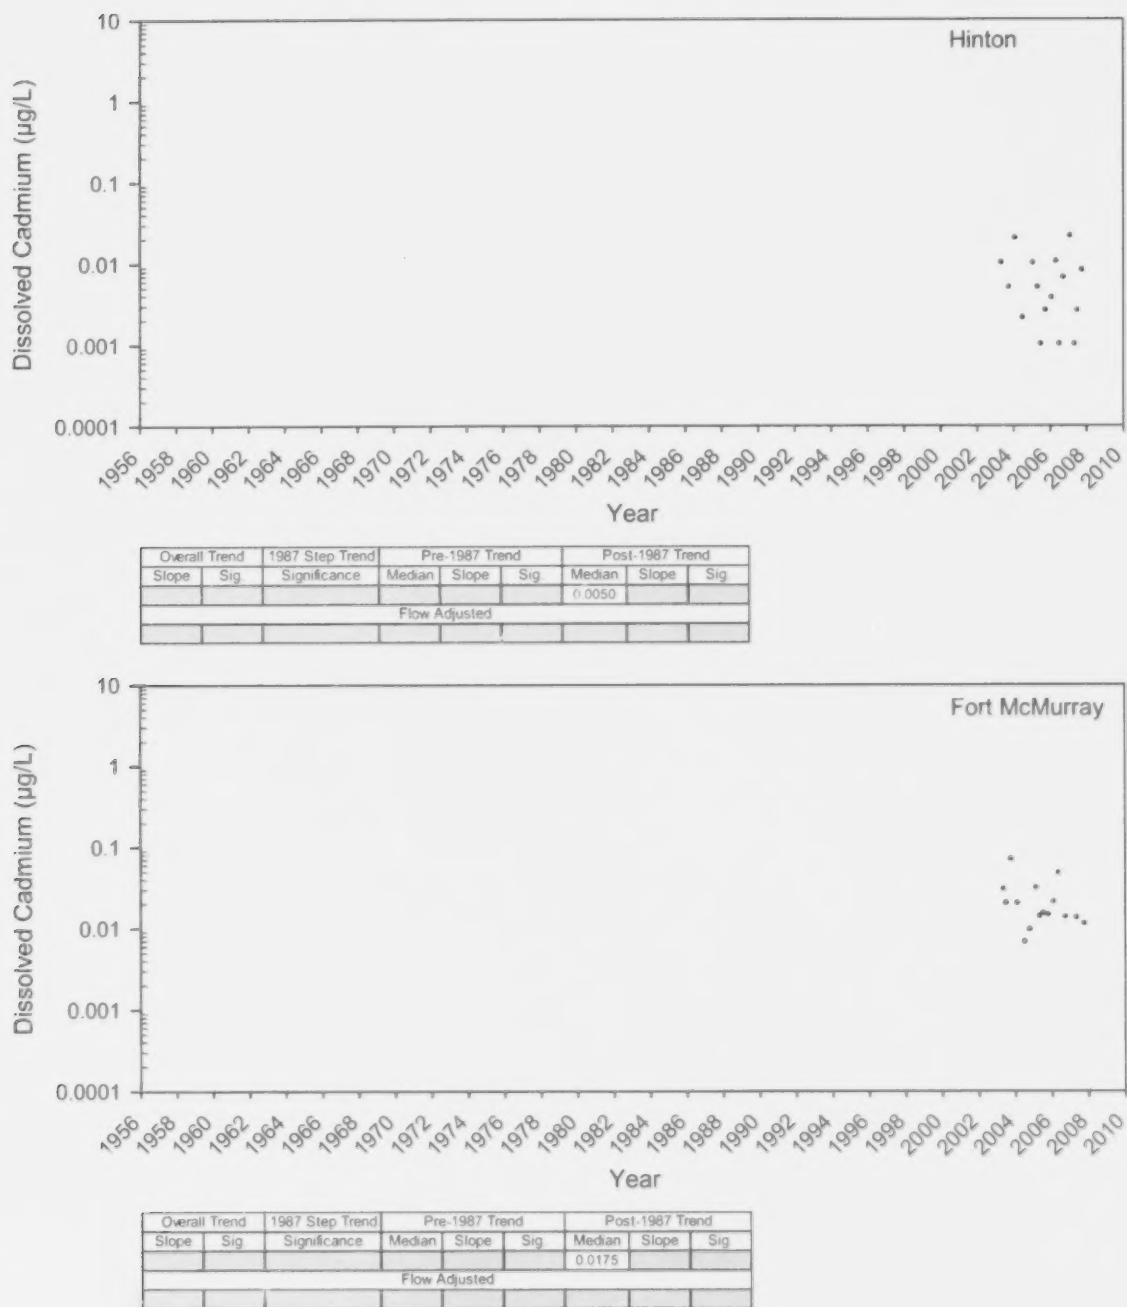 Hinton
Dissolved Cadmium (µg/L)
10
1
0.1
0.01
0.001
0.0001
1956 1958 1960 1962 1964 1966 1968 1970 1972 1974 1976 1978 1980 1982 1984 1986 1988 1990 1992 1994 1996 1998 2000 2002 2004 2006 2008 2010
Year
Overall Trend 1987 Step Trend Pre-1987 Trend Post-1987 Trend
Slope Sig. Significance Median Slope Sig. Median Slope Sig.
0.0050
Flow Adjusted
Fort McMurray
Dissolved Cadmium (µg/L)
10
1
0.1
0.01
0.001
0.0001
1956 1958 1960 1962 1964 1966 1968 1970 1972 1974 1976 1978 1980 1982 1984 1986 1988 1990 1992 1994 1996 1998 2000 2002 2004 2006 2008 2010
Year
Overall Trend 1987 Step Trend Pre-1987 Trend Post-1987 Trend
Slope Sig. Significance Median Slope Sig. Median Slope Sig.
0.0175
Flow Adjusted